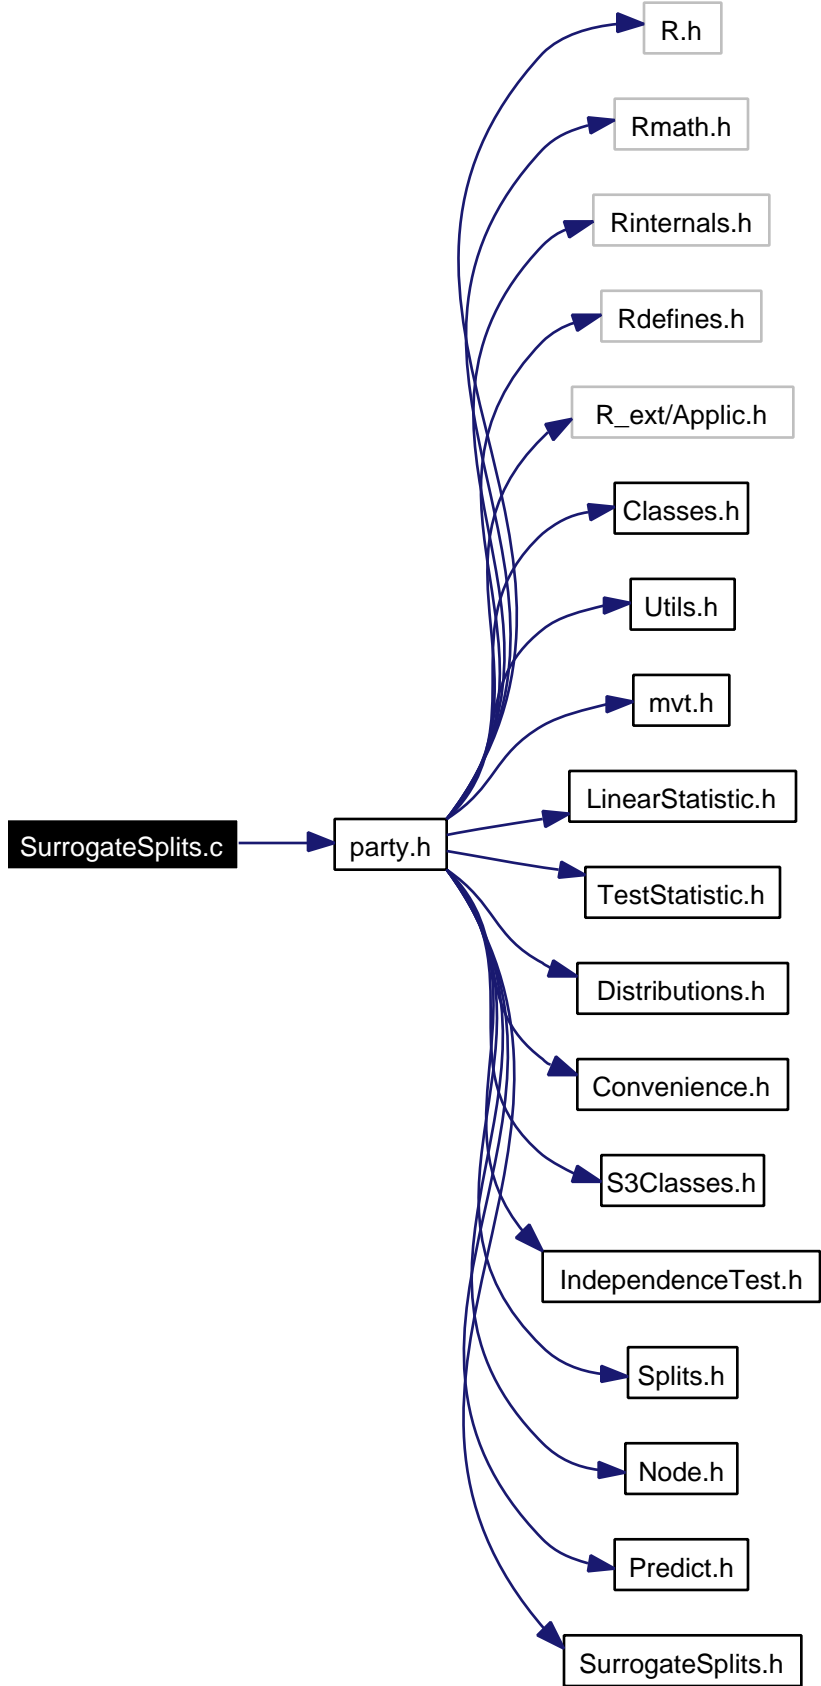 R.h
Rmath.h
Rinternals.h
Rdefines.h
R_ext/Applic.h
Classes.h
Utils.h
mvt.h
LinearStatistic.h
SurrogateSplits.c
party.h
TestStatistic.h
Distributions.h
Convenience.h
S3Classes.h
IndependenceTest.h
Splits.h
Node.h
Predict.h
SurrogateSplits.h